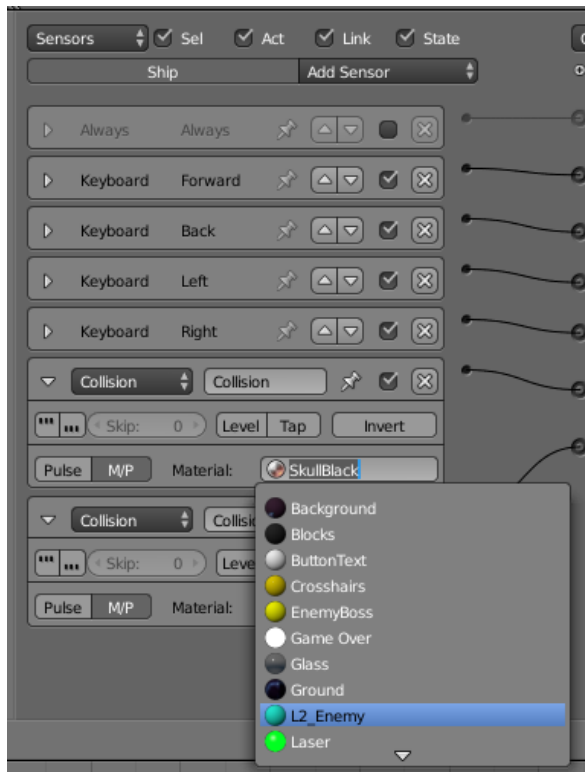 Sensors Sel Act Link State
Ship Add Sensor
Always Always
Keyboard Forward
Keyboard Back
Keyboard Left
Keyboard Right
Collision Collision
Skip: 0 Level Tap Invert
Pulse M/P Material: SkullBlack
Collision
Skip: 0
Pulse M/P Material:
Background
Blocks
ButtonText
Crosshairs
EnemyBoss
Game Over
Glass
Ground
L2_Enemy
Laser